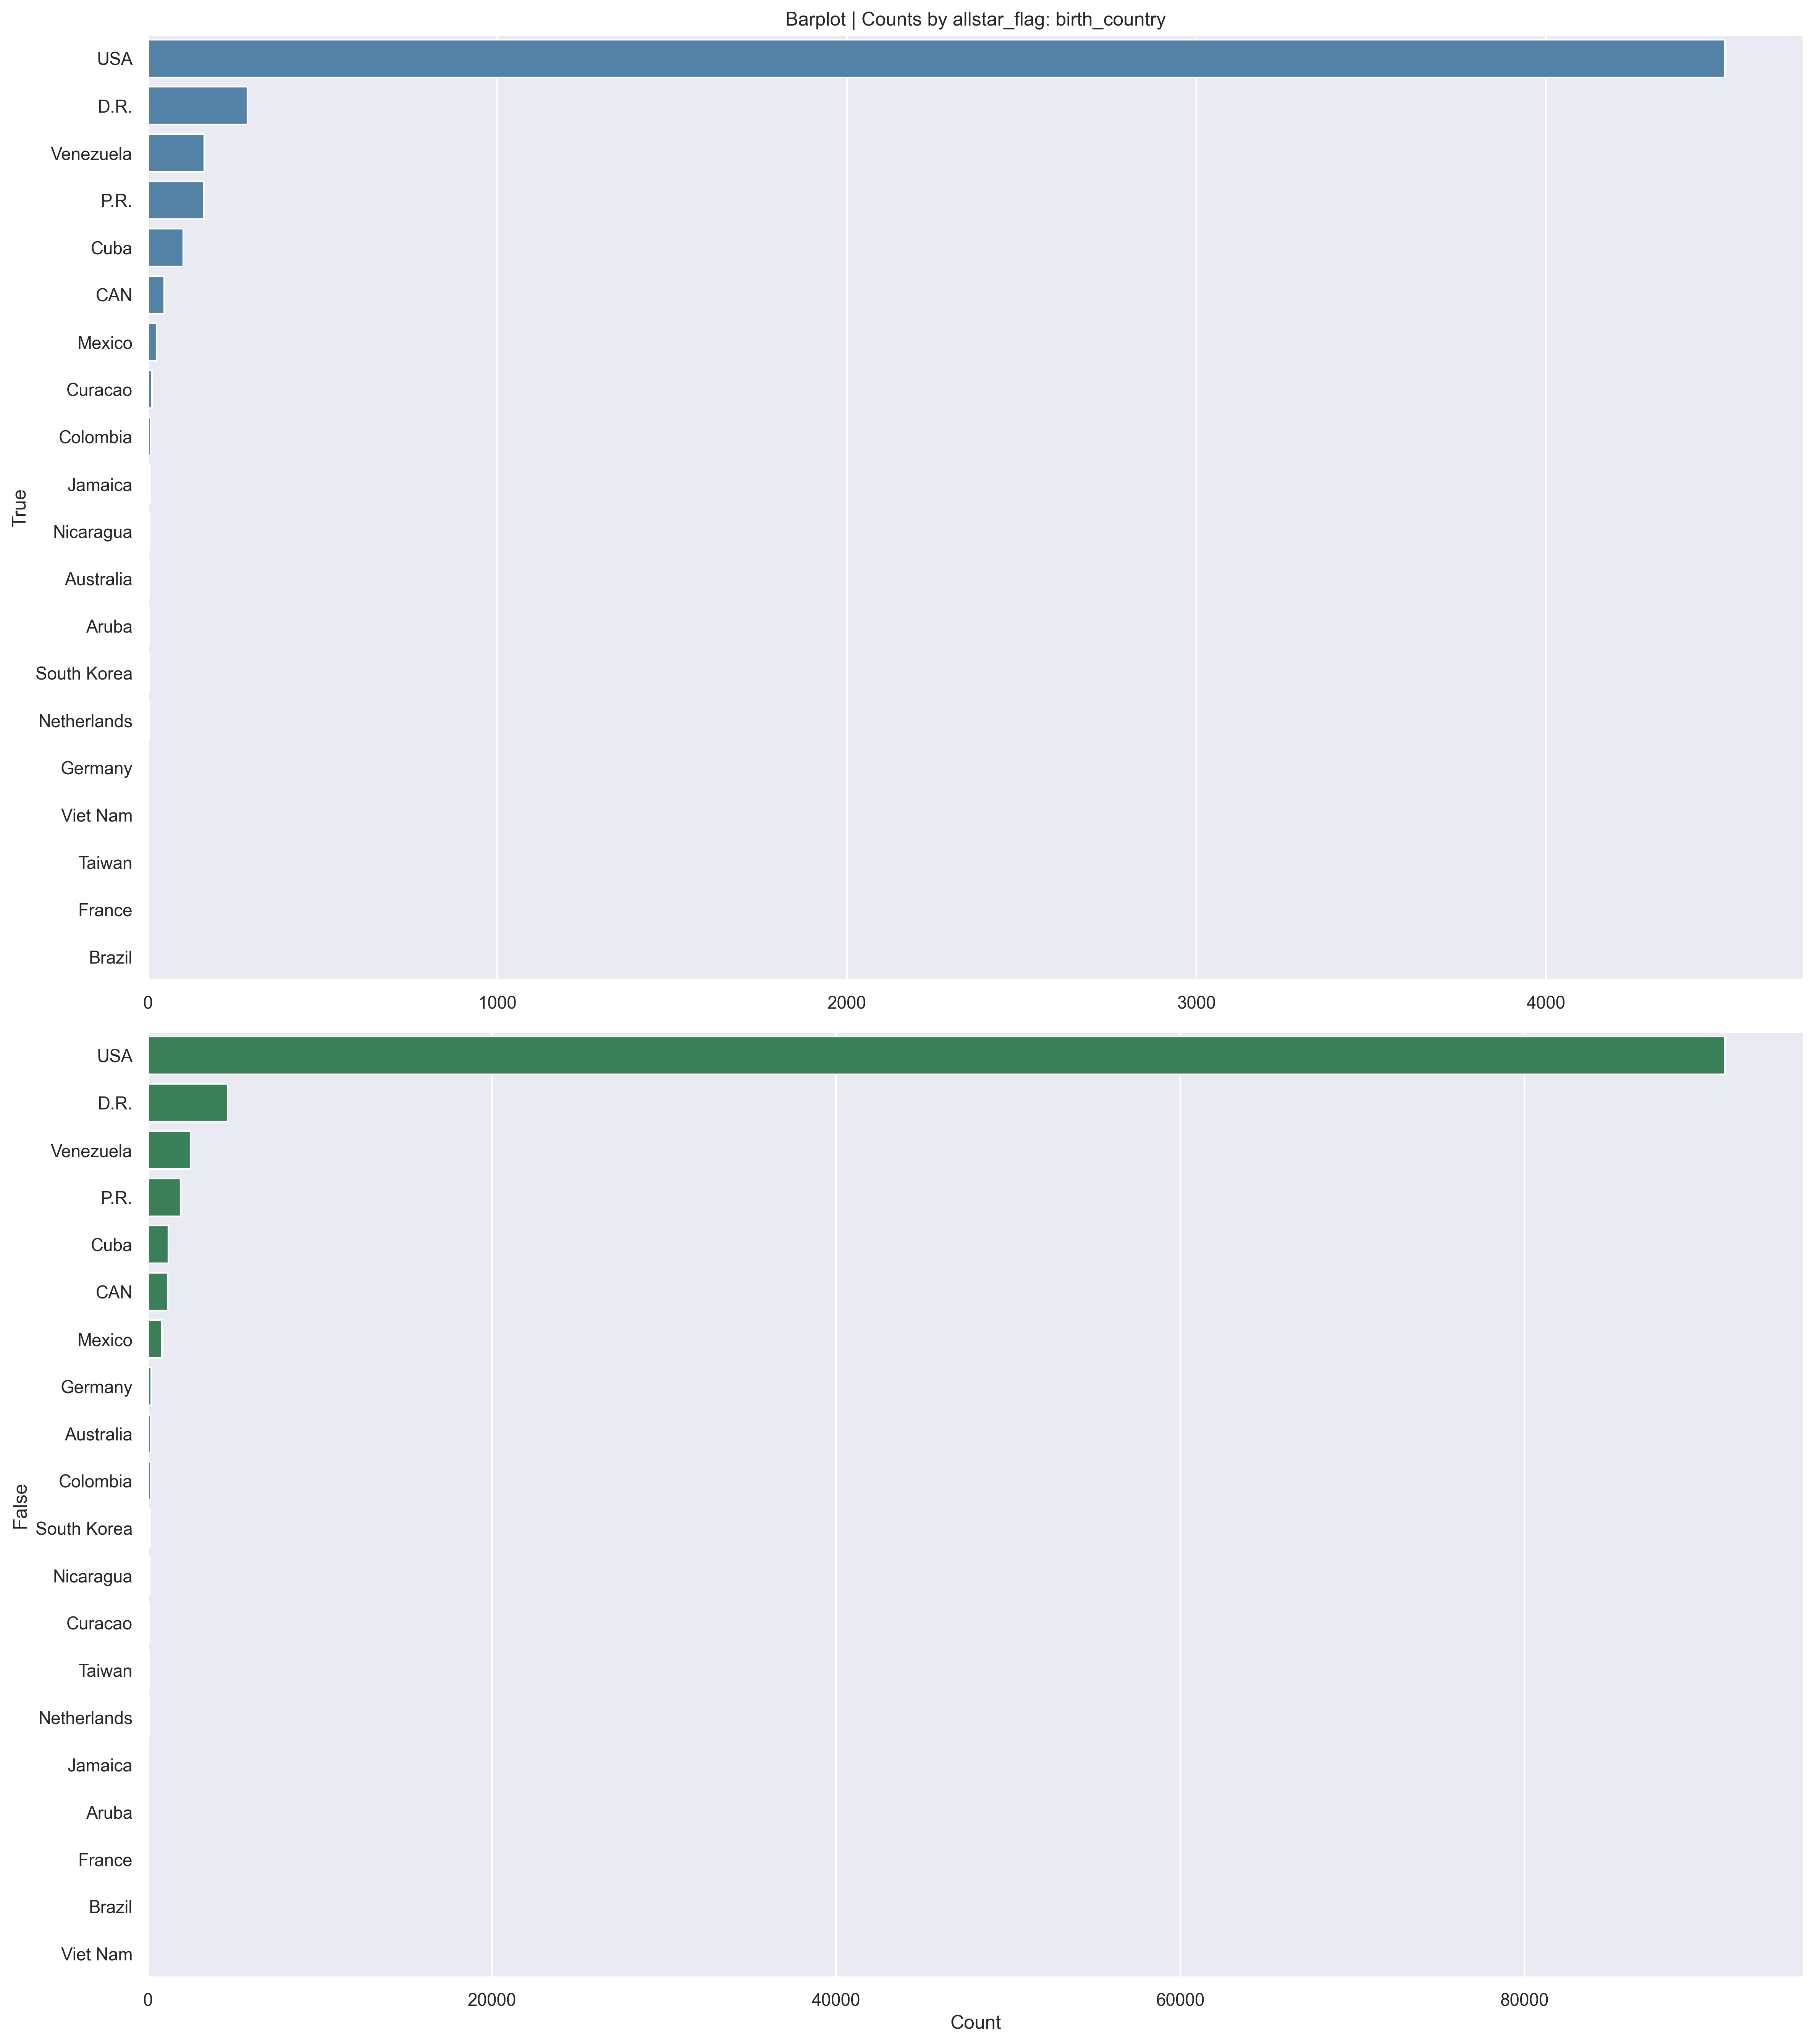 Barplot | Counts by allstar_flag: birth_country
True
USA
D.R.
Venezuela
P.R.
Cuba
CAN
Mexico
Curacao
Colombia
Jamaica
Nicaragua
Australia
Aruba
South Korea
Netherlands
Germany
Viet Nam
Taiwan
France
Brazil
0 1000 2000 3000 4000
False
USA
D.R.
Venezuela
P.R.
Cuba
CAN
Mexico
Germany
Australia
Colombia
South Korea
Nicaragua
Curacao
Taiwan
Netherlands
Jamaica
Aruba
France
Brazil
Viet Nam
0 20000 40000 60000 80000
Count